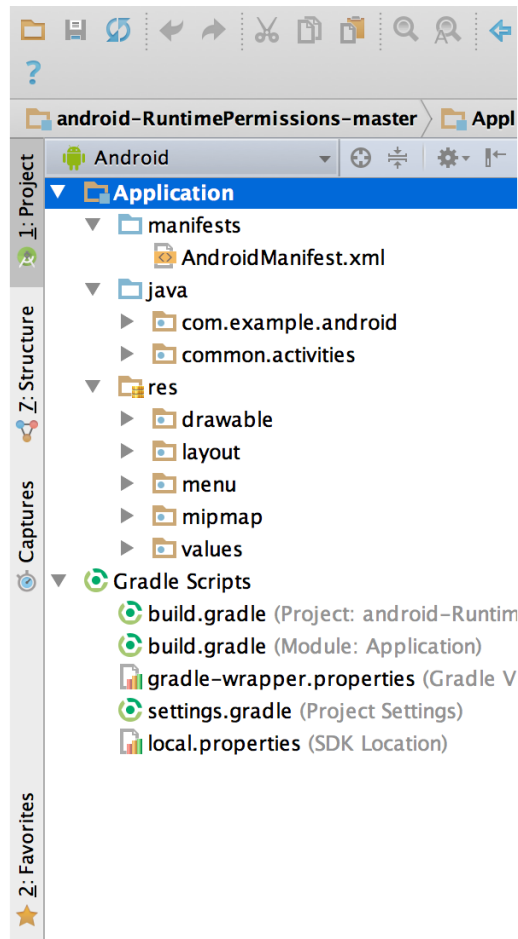 ?
android-RuntimePermissions-master Appl
Android
1: Project
Application
manifests
AndroidManifest.xml
java
com.example.android
common.activities
7: Structure
res
drawable
layout
menu
mipmap
values
Captures
Gradle Scripts
build.gradle (Project: android-Runtim
build.gradle (Module: Application)
gradle-wrapper.properties (Gradle V
settings.gradle (Project Settings)
local.properties (SDK Location)
2: Favorites